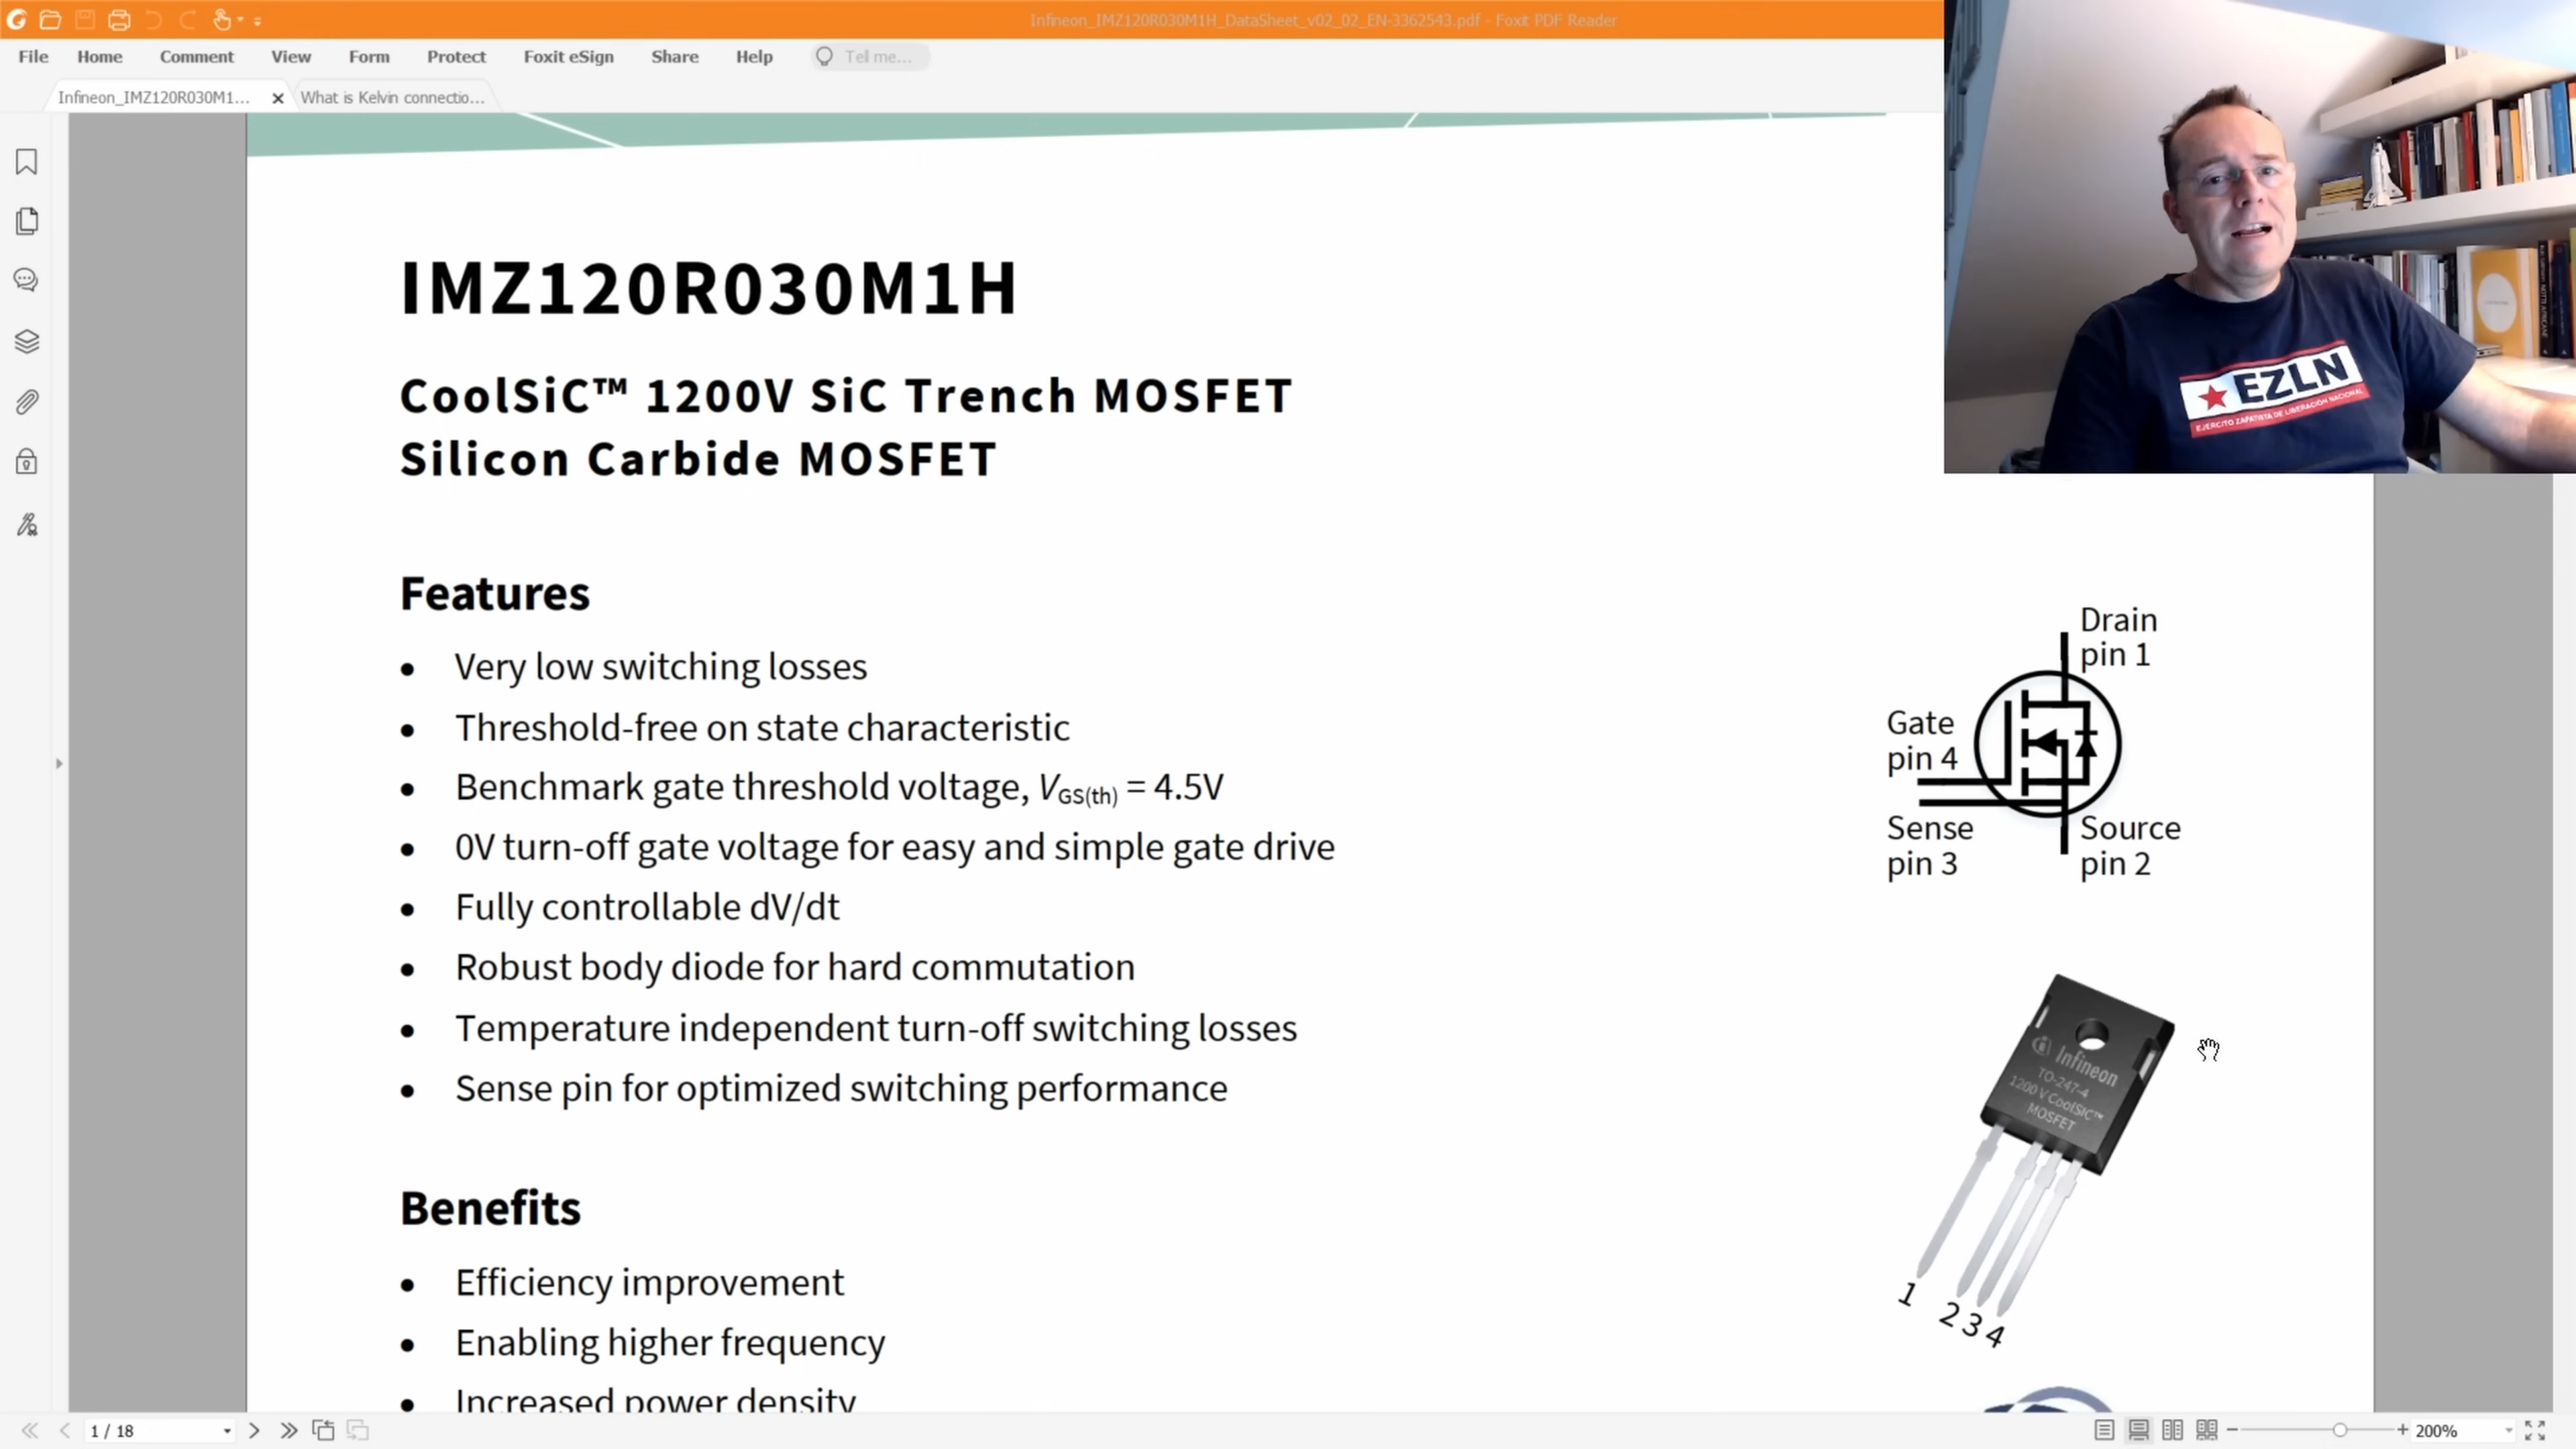 Infineon_IMZ120R030M1H_DataSheet_v02_02_EN-3362543.pdf - Foxit PDF Reader
File Home Comment View Form Protect Foxit eSign Share Help Tell me...
Infineon_IMZ120R030M1... What is Kelvin connectio...
IMZ120R030M1H
CoolSiC™ 1200V SiC Trench MOSFET
Silicon Carbide MOSFET
EZLN
EJERCITO ZAPATISTA DE LIBERACIÓN NACIONAL
Features
• Very low switching losses
• Threshold-free on state characteristic
• Benchmark gate threshold voltage, VGS(th) = 4.5V
• 0V turn-off gate voltage for easy and simple gate drive
• Fully controllable dV/dt
• Robust body diode for hard commutation
• Temperature independent turn-off switching losses
• Sense pin for optimized switching performance
Drain
pin 1
Gate
pin 4
Sense
pin 3
Source
pin 2
Infineon
TO-247-4
1200 V CoolSiC™
MOSFET
1 2 3 4
Benefits
• Efficiency improvement
• Enabling higher frequency
• Increased power density
1 / 18
200%